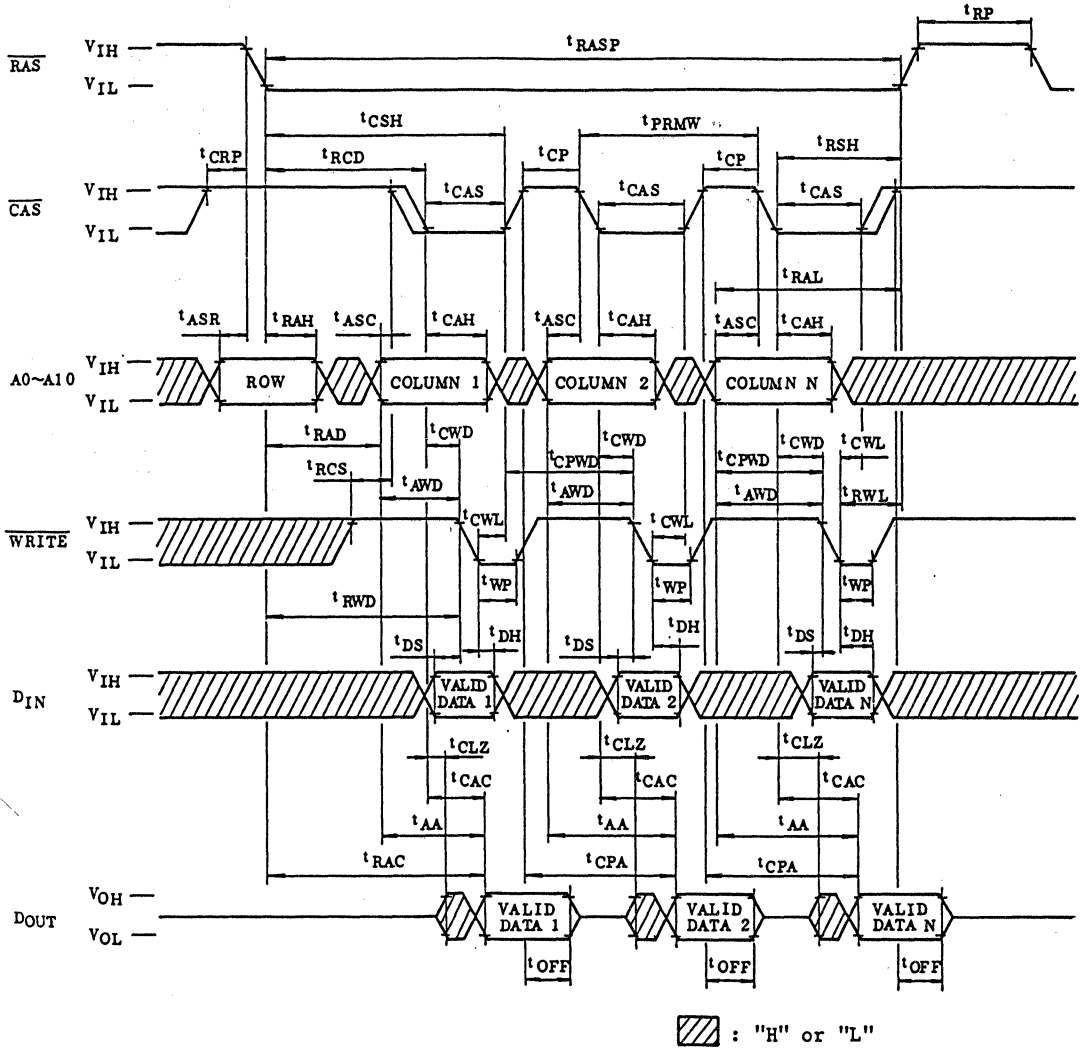 tRP
tRASP
RAS
VIH
VIL
tCSH
tPRMW
tCRP
tRCD
tCP
tCP
tRSH
CAS
VIH
VIL
tCAS
tCAS
tCAS
tRAL
tASR
tRAH
tASC
tCAH
tASC
tCAH
tASC
tCAH
A0~A10
VIH
VIL
ROW
COLUMN 1
COLUMN 2
COLUMN N
tRAD
tCWD
tCWD
tCWD
tCWL
tRCS
tCPWD
tCPWD
tAWD
tAWD
tAWD
tRWL
WRITE
VIH
VIL
tCWL
tCWL
tWP
tWP
tWP
tRWD
tDS
tDH
tDS
tDH
tDS
tDH
DIN
VIH
VIL
VALID DATA 1
VALID DATA 2
VALID DATA N
tCLZ
tCLZ
tCLZ
tCAC
tCAC
tCAC
tAA
tAA
tAA
tRAC
tCPA
tCPA
DOUT
VOH
VOL
VALID DATA 1
VALID DATA 2
VALID DATA N
tOFF
tOFF
tOFF
: "H" or "L"